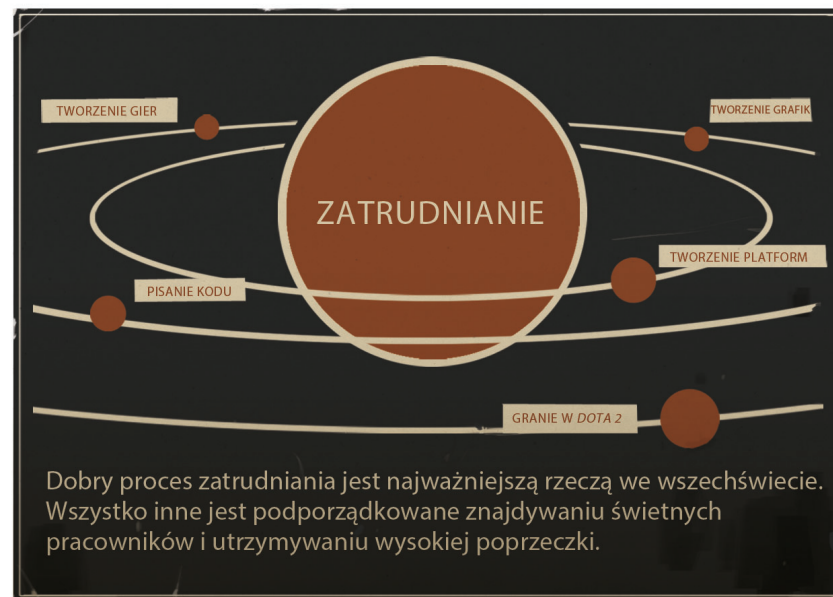 TWORZENIE GIER
TWORZENIE GRAFIK
ZATRUDNIANIE
TWORZENIE PLATFORM
PISANIE KODU
GRANIE W DOTA 2
Dobry proces zatrudniania jest najważniejszą rzeczą we wszechświecie.
Wszystko inne jest podporządkowane znajdywaniu świetnych
pracowników i utrzymywaniu wysokiej poprzeczki.